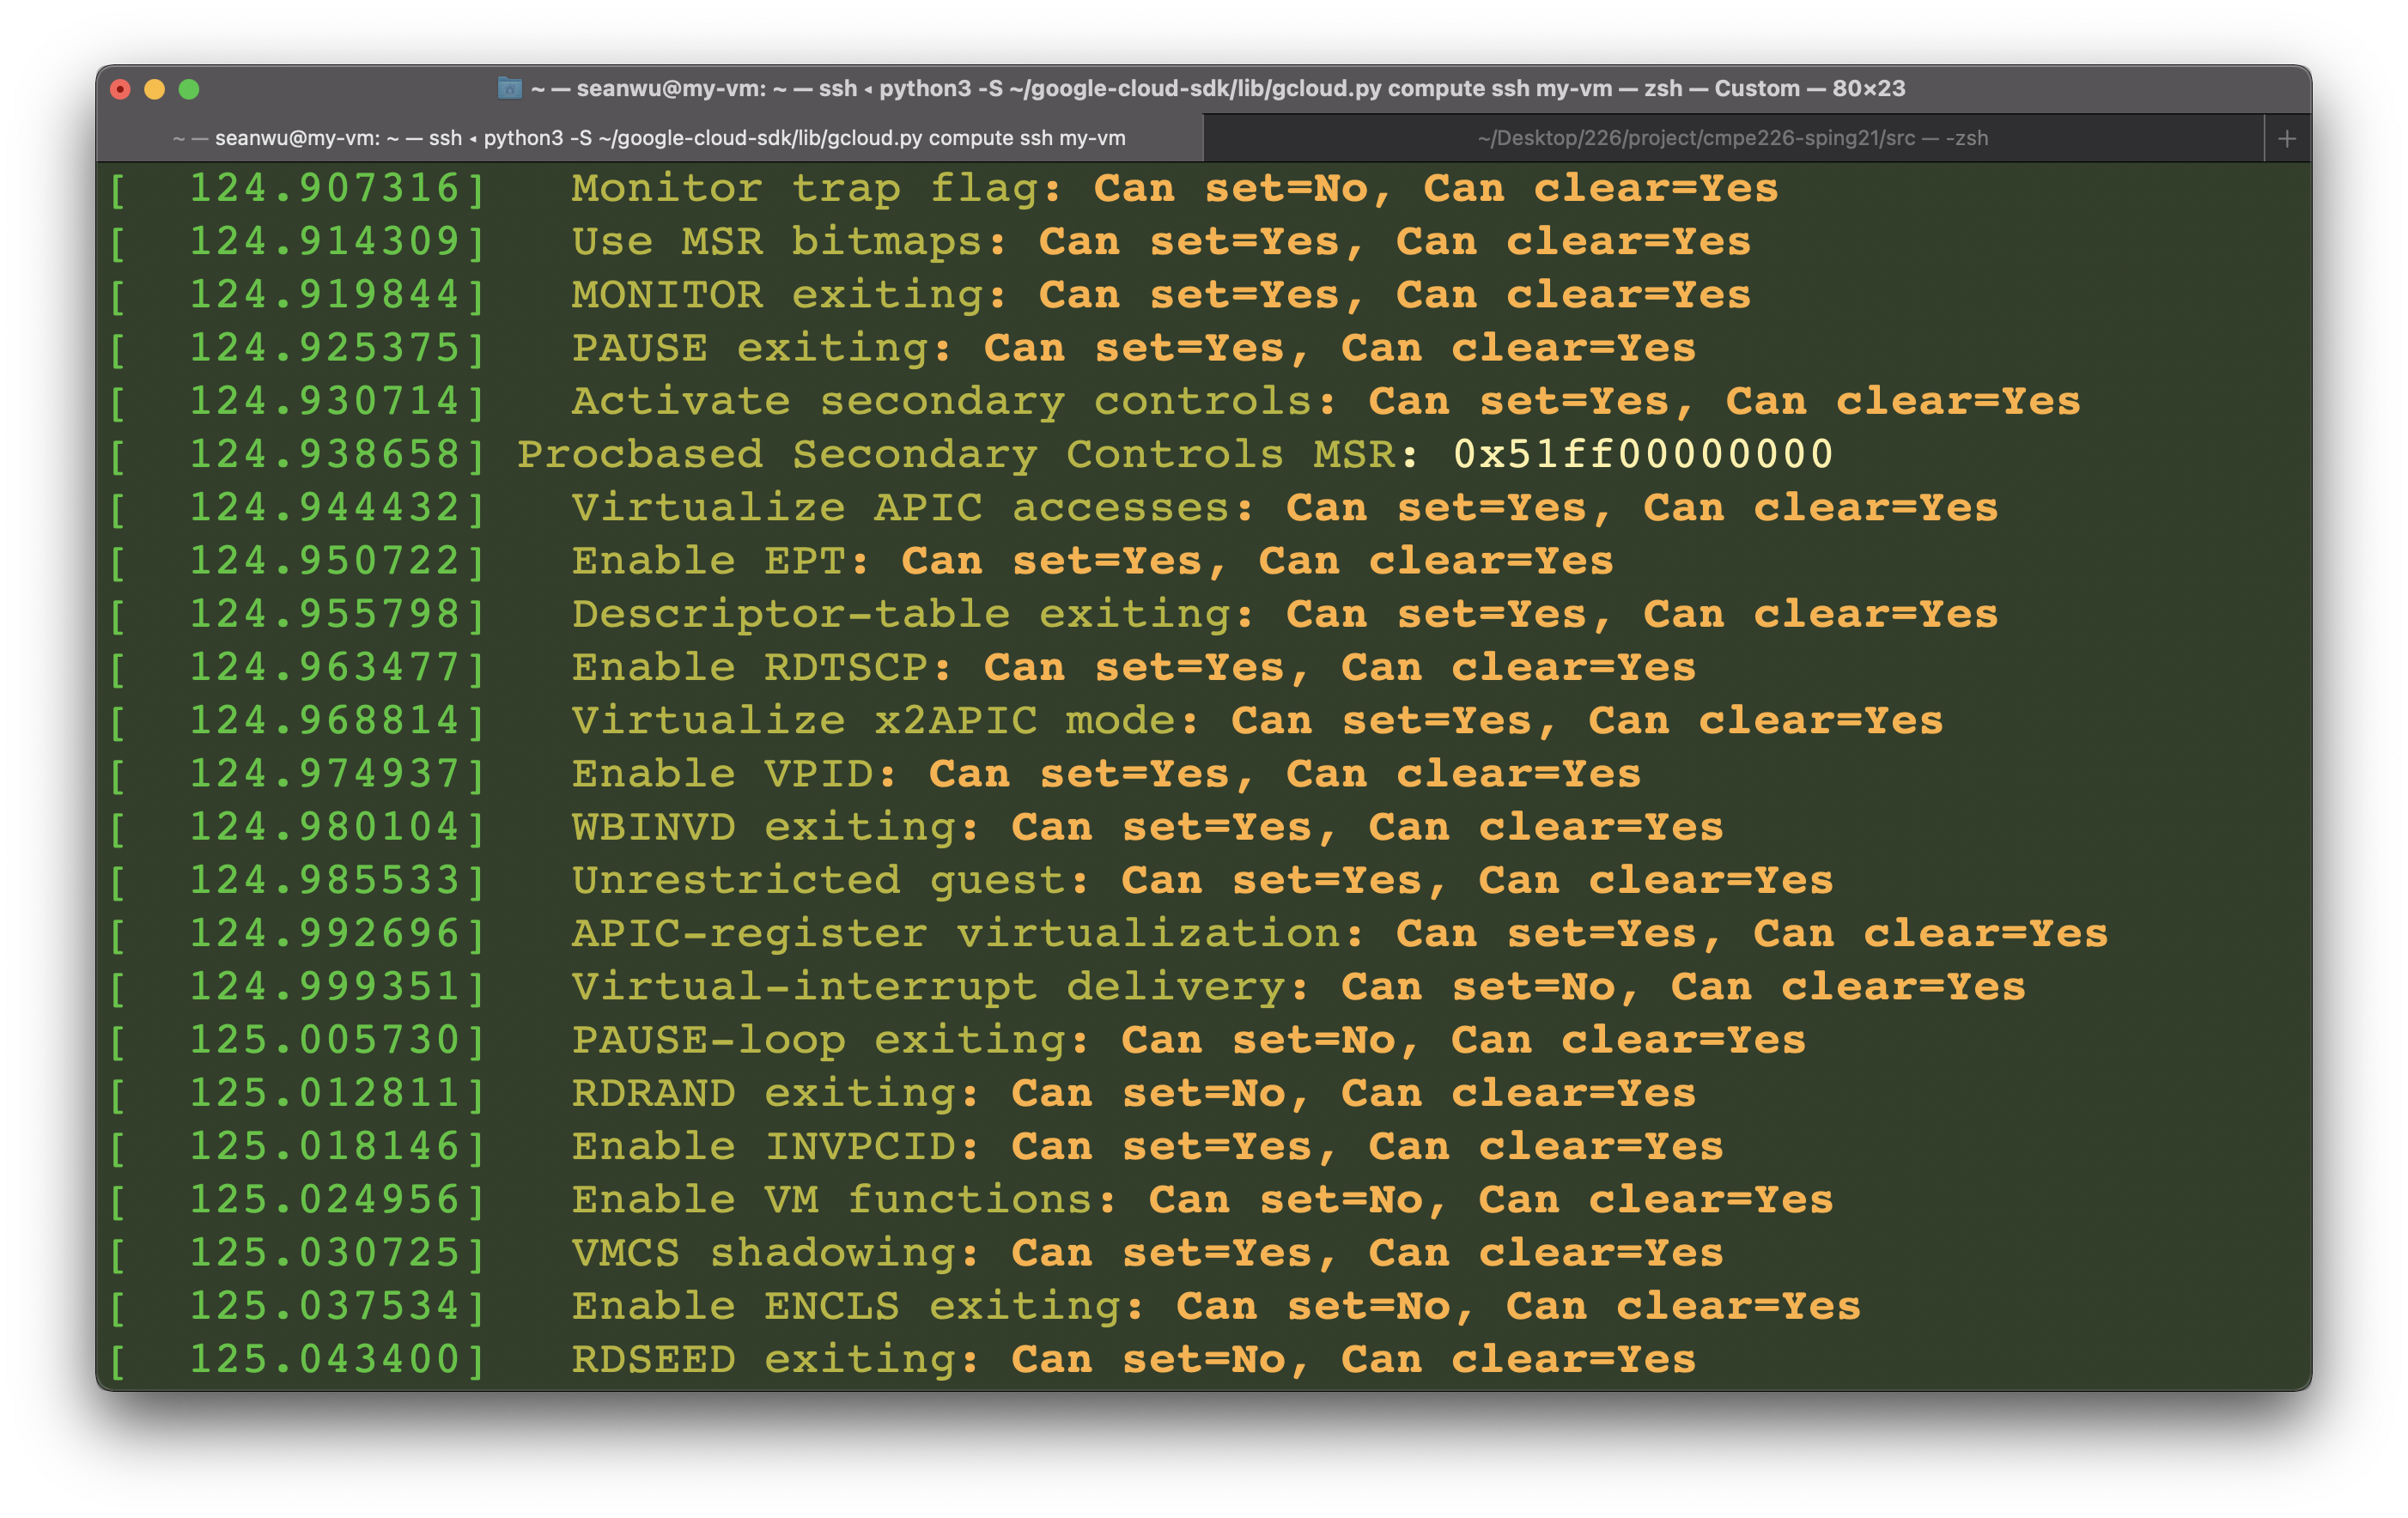 ~ — seanwu@my-vm: ~ — ssh ◂ python3 -S ~/google-cloud-sdk/lib/gcloud.py compute ssh my-vm — zsh — Custom — 80×23
~ — seanwu@my-vm: ~ — ssh ◂ python3 -S ~/google-cloud-sdk/lib/gcloud.py compute ssh my-vm
~/Desktop/226/project/cmpe226-sping21/src — -zsh
+
[  124.907316]   Monitor trap flag: Can set=No, Can clear=Yes
[  124.914309]   Use MSR bitmaps: Can set=Yes, Can clear=Yes
[  124.919844]   MONITOR exiting: Can set=Yes, Can clear=Yes
[  124.925375]   PAUSE exiting: Can set=Yes, Can clear=Yes
[  124.930714]   Activate secondary controls: Can set=Yes, Can clear=Yes
[  124.938658] Procbased Secondary Controls MSR: 0x51ff00000000
[  124.944432]   Virtualize APIC accesses: Can set=Yes, Can clear=Yes
[  124.950722]   Enable EPT: Can set=Yes, Can clear=Yes
[  124.955798]   Descriptor-table exiting: Can set=Yes, Can clear=Yes
[  124.963477]   Enable RDTSCP: Can set=Yes, Can clear=Yes
[  124.968814]   Virtualize x2APIC mode: Can set=Yes, Can clear=Yes
[  124.974937]   Enable VPID: Can set=Yes, Can clear=Yes
[  124.980104]   WBINVD exiting: Can set=Yes, Can clear=Yes
[  124.985533]   Unrestricted guest: Can set=Yes, Can clear=Yes
[  124.992696]   APIC-register virtualization: Can set=Yes, Can clear=Yes
[  124.999351]   Virtual-interrupt delivery: Can set=No, Can clear=Yes
[  125.005730]   PAUSE-loop exiting: Can set=No, Can clear=Yes
[  125.012811]   RDRAND exiting: Can set=No, Can clear=Yes
[  125.018146]   Enable INVPCID: Can set=Yes, Can clear=Yes
[  125.024956]   Enable VM functions: Can set=No, Can clear=Yes
[  125.030725]   VMCS shadowing: Can set=Yes, Can clear=Yes
[  125.037534]   Enable ENCLS exiting: Can set=No, Can clear=Yes
[  125.043400]   RDSEED exiting: Can set=No, Can clear=Yes